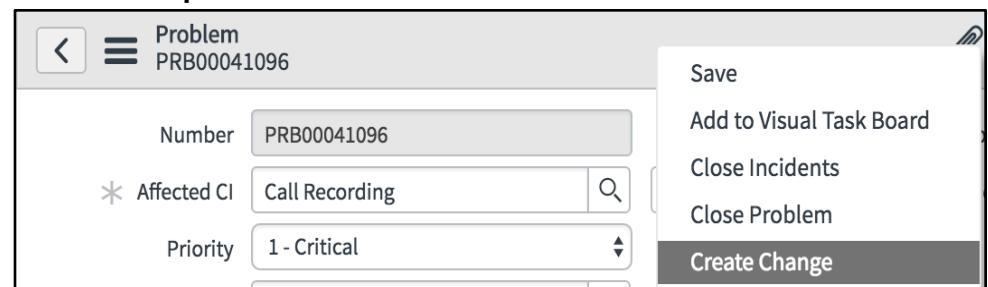 Problem
PRB00041096
Save
Add to Visual Task Board
Close Incidents
Close Problem
Create Change
Number PRB00041096
* Affected CI Call Recording
Priority 1 - Critical